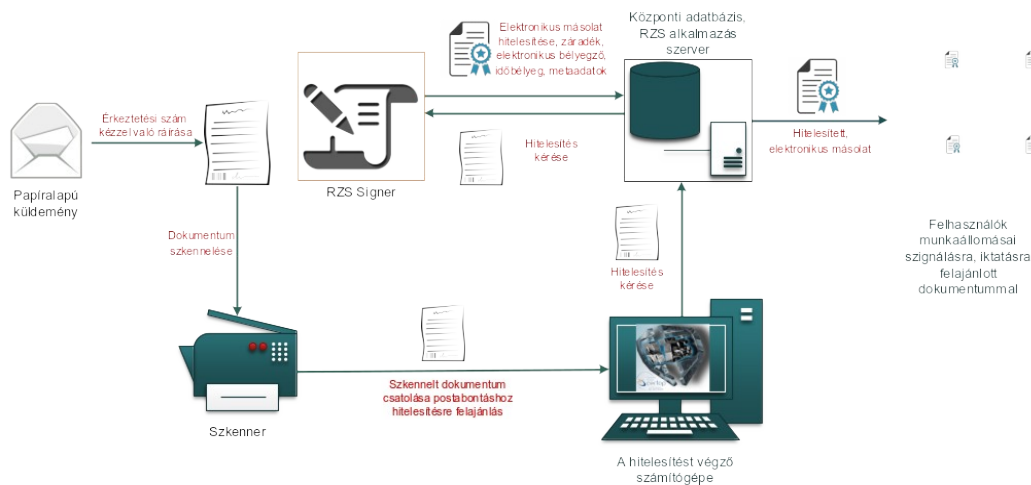 Elektronikus másolat
hitelesítése, záradék,
elektronikus bélyegző,
időbélyeg, metaadatok
Központi adatbázis,
RZS alkalmazás
szerver
Érkeztetési szám
kézzel való ráírása
Papíralapú
küldemény
RZS Signer
Hitelesítés
kérése
Hitelesített,
elektronikus másolat
Dokumentum
szkennelése
Hitelesítés
kérése
Felhasználók
munkaállomásai
szignálásra, iktatásra
felajánlott
dokumentummal
Szkennelt dokumentum
csatolása postabontáshoz
hitelesítésre felajánlás
Szkenner
A hitelesítést végző
számítógépe